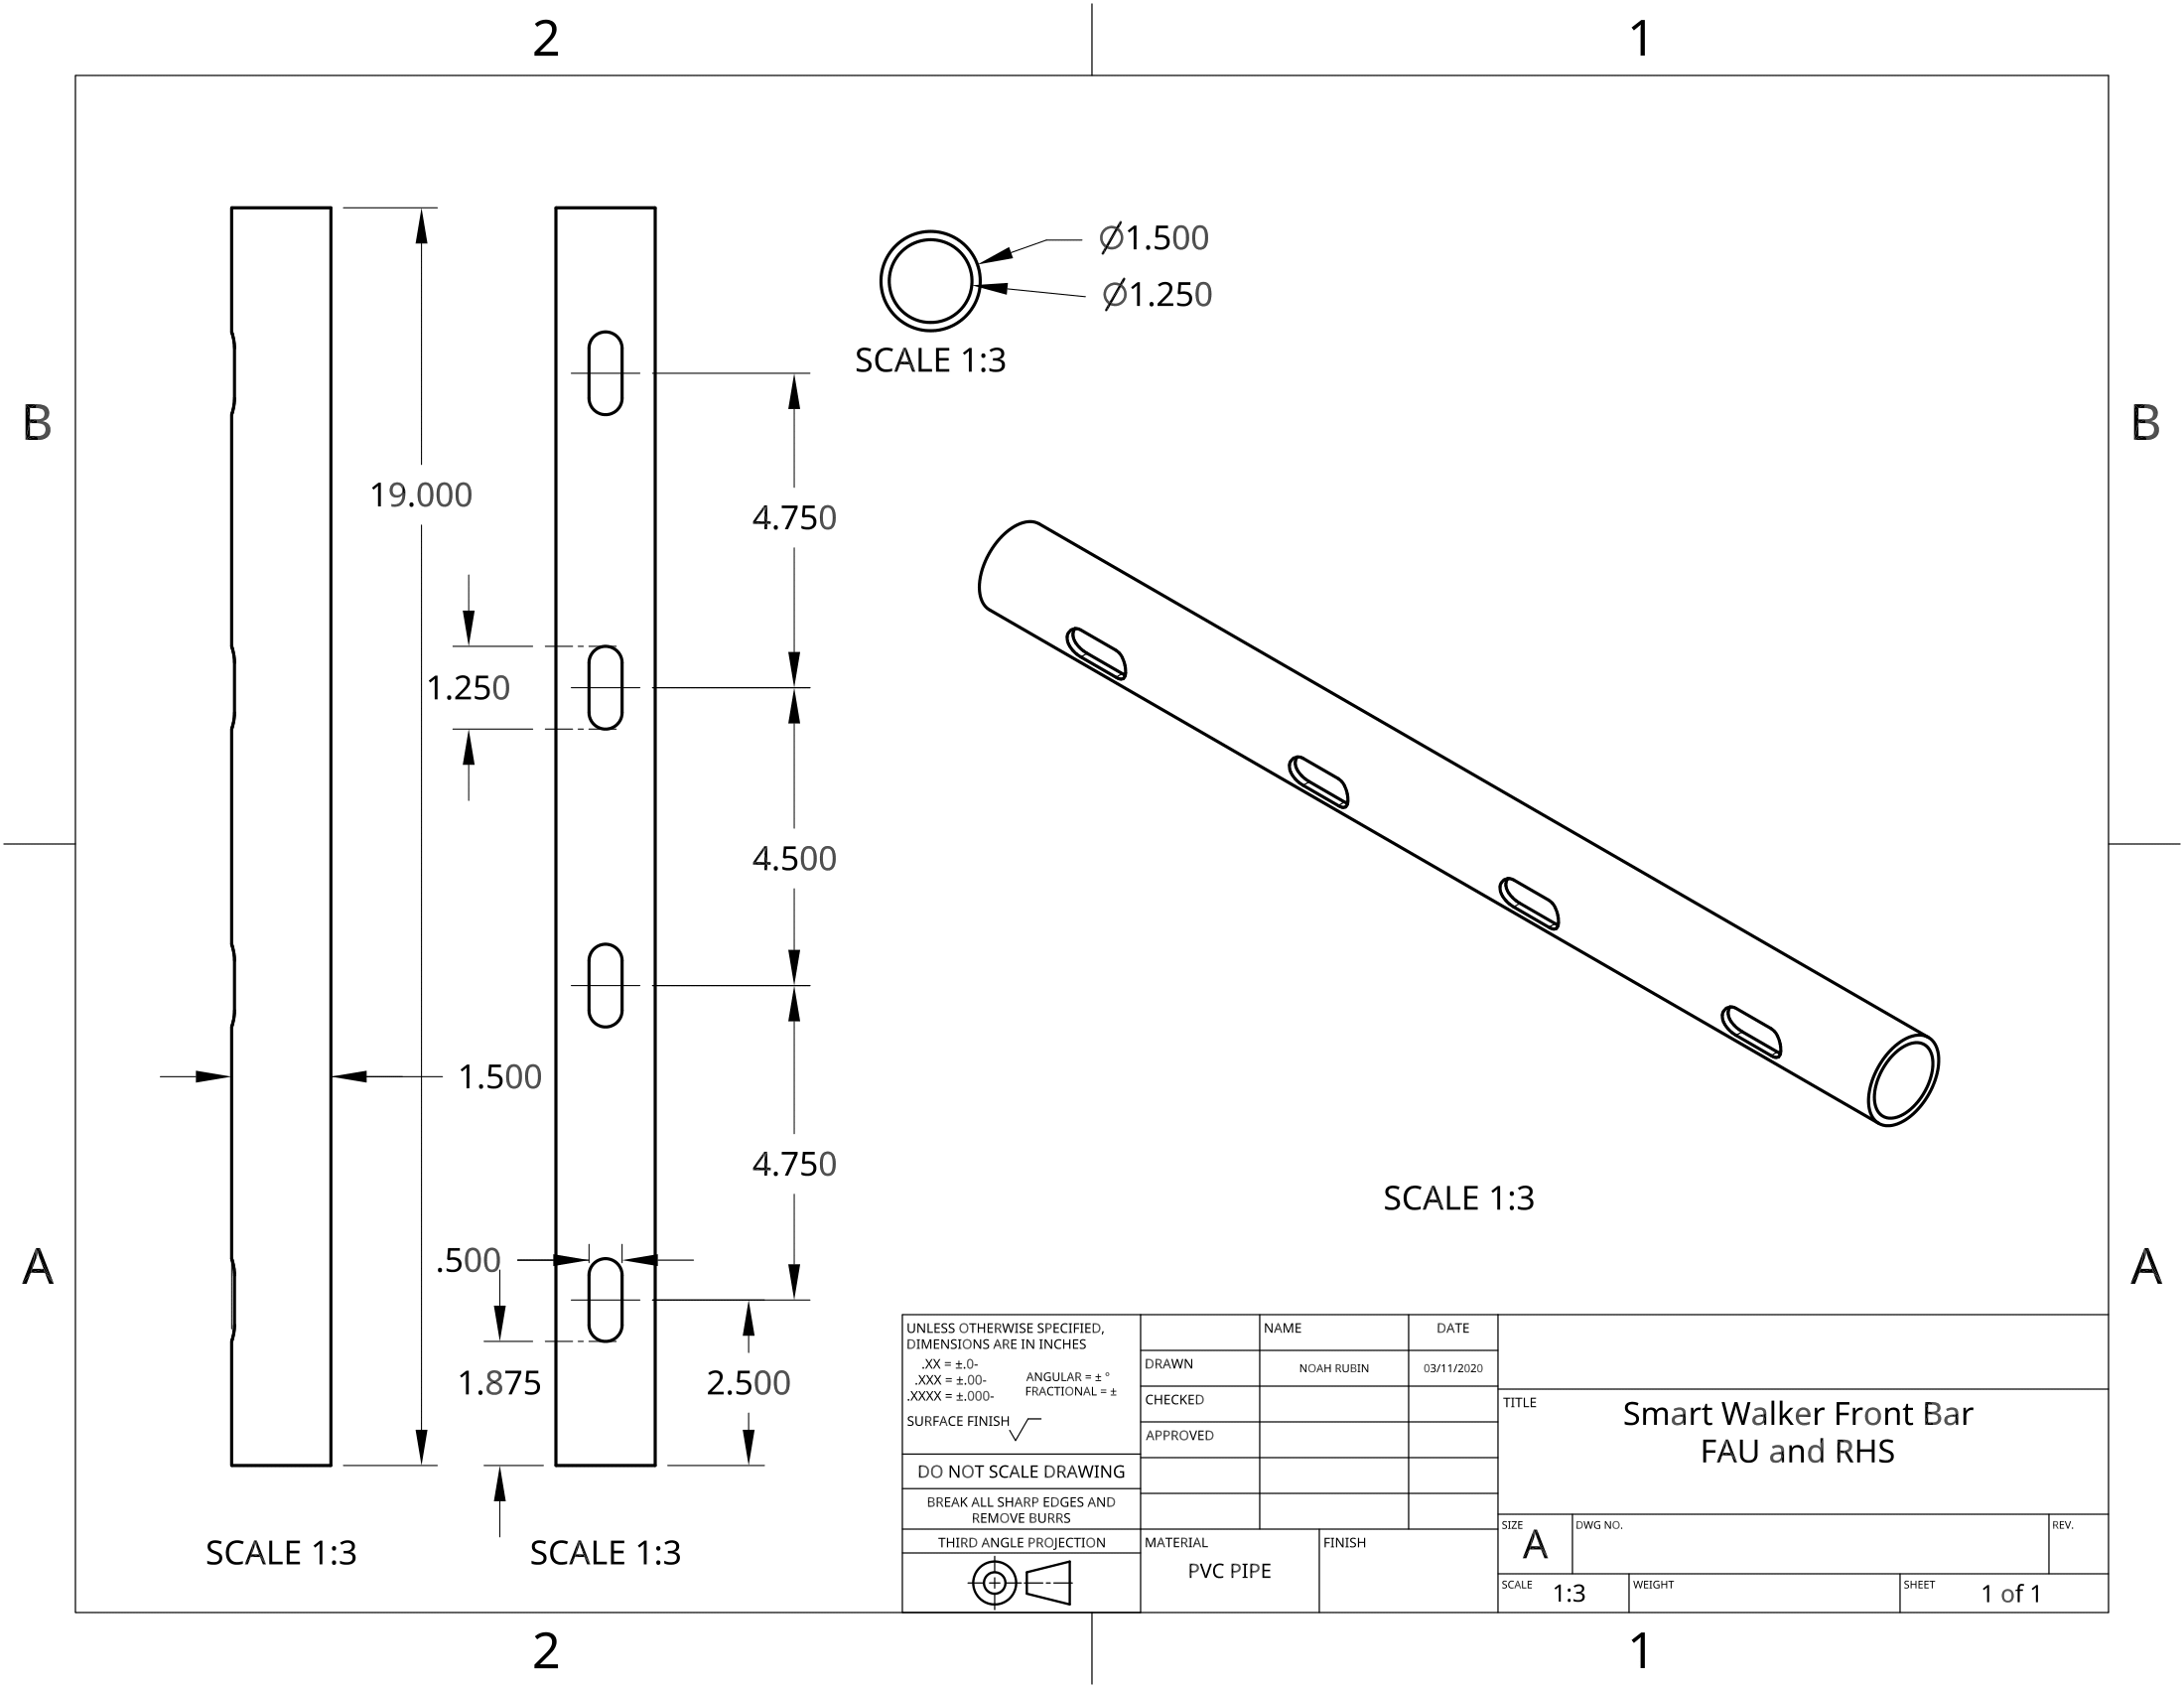 2
1
B
B
A
A
2
1
19.000
1.250
1.500
.500
1.875
2.500
4.750
4.500
4.750
⌀1.500
⌀1.250
SCALE 1:3
SCALE 1:3
SCALE 1:3
SCALE 1:3
UNLESS OTHERWISE SPECIFIED,
DIMENSIONS ARE IN INCHES
.XX = ±.0-
.XXX = ±.00-
.XXXX = ±.000-
ANGULAR = ± °
FRACTIONAL = ±
SURFACE FINISH
DO NOT SCALE DRAWING
BREAK ALL SHARP EDGES AND
REMOVE BURRS
THIRD ANGLE PROJECTION
NAME
DATE
DRAWN
NOAH RUBIN
03/11/2020
CHECKED
APPROVED
MATERIAL
PVC PIPE
FINISH
TITLE
Smart Walker Front Bar
FAU and RHS
SIZE
A
DWG NO.
REV.
SCALE
1:3
WEIGHT
SHEET
1 of 1